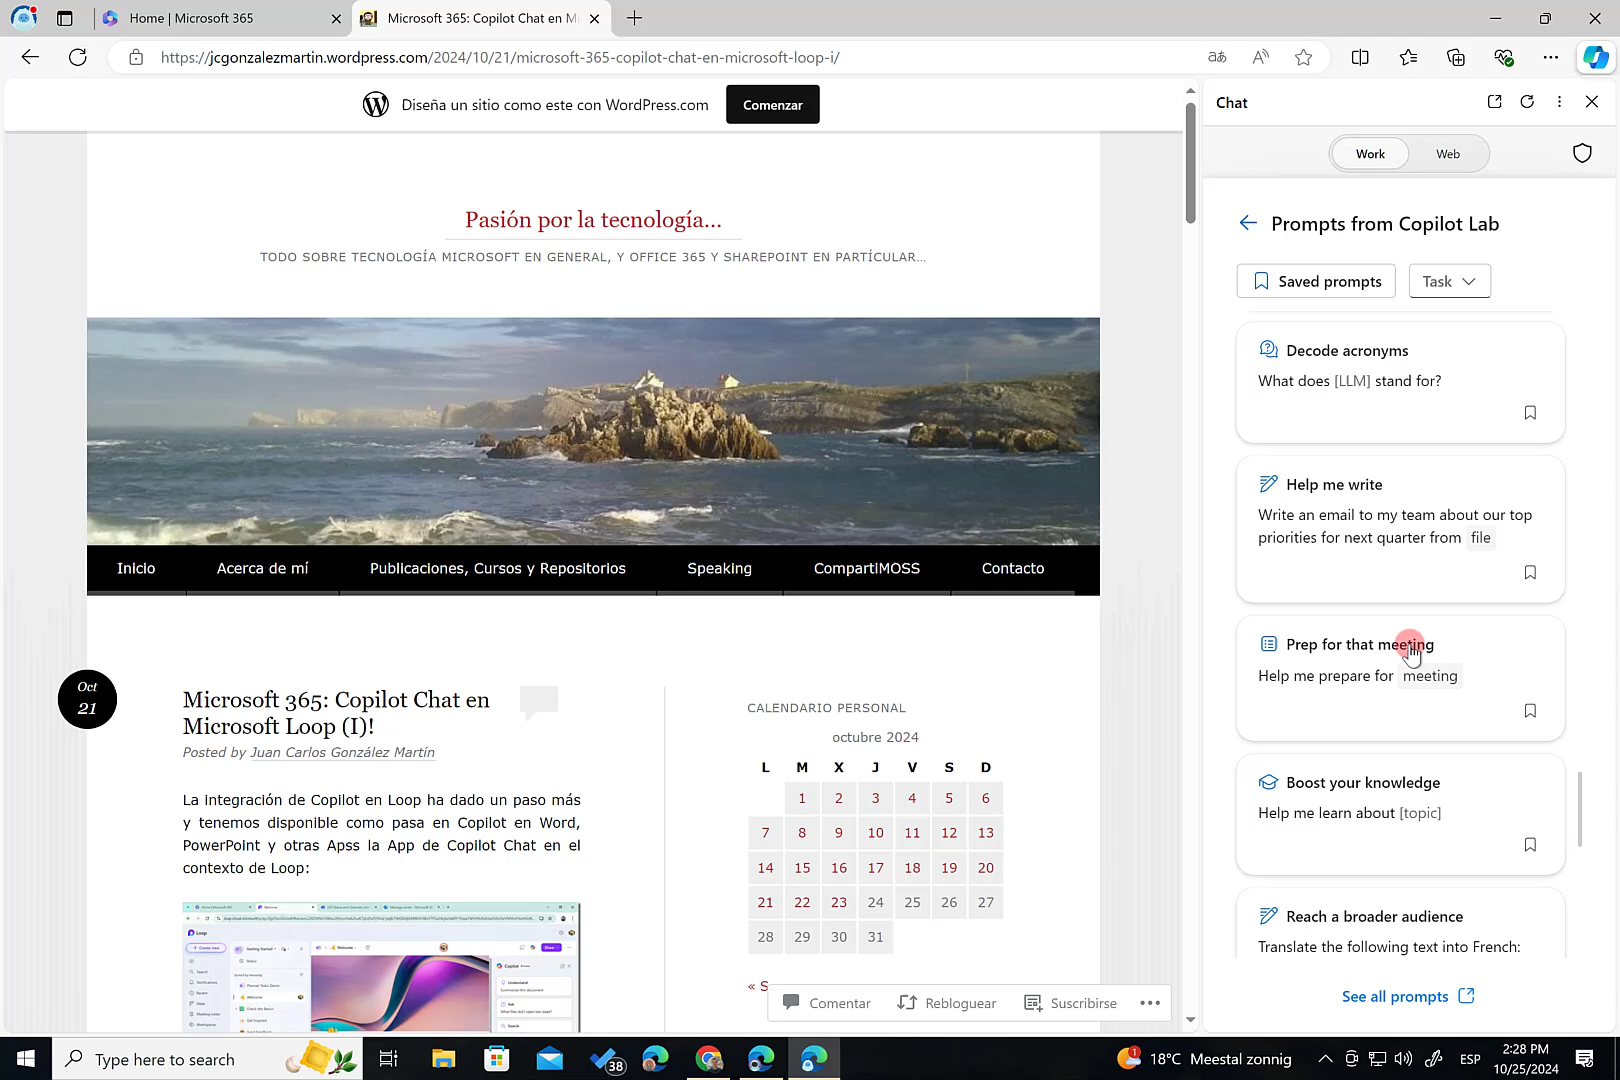 Home | Microsoft 365
Microsoft 365: Copilot Chat en Mi
https://jcgonzalezmartin.wordpress.com/2024/10/21/microsoft-365-copilot-chat-en-microsoft-loop-i/
Diseña un sitio como este con WordPress.com
Comenzar
Pasión por la tecnología...
TODO SOBRE TECNOLOGÍA MICROSOFT EN GENERAL, Y OFFICE 365 Y SHAREPOINT EN PARTÍCULAR...
Inicio
Acerca de mí
Publicaciones, Cursos y Repositorios
Speaking
CompartiMOSS
Contacto
Oct
21
Microsoft 365: Copilot Chat en
Microsoft Loop (I)!
Posted by Juan Carlos González Martín
La integración de Copilot en Loop ha dado un paso más
y tenemos disponible como pasa en Copilot en Word,
PowerPoint y otras Apss la App de Copilot Chat en el
contexto de Loop:
CALENDARIO PERSONAL
octubre 2024
L M X J V S D
1 2 3 4 5 6
7 8 9 10 11 12 13
14 15 16 17 18 19 20
21 22 23 24 25 26 27
28 29 30 31
« S
Comentar
Rebloguear
Suscribirse
Chat
Work
Web
Prompts from Copilot Lab
Saved prompts
Task
Decode acronyms
What does [LLM] stand for?
Help me write
Write an email to my team about our top
priorities for next quarter from file
Prep for that meeting
Help me prepare for meeting
Boost your knowledge
Help me learn about [topic]
Reach a broader audience
Translate the following text into French:
See all prompts
Type here to search
38
1
18°C Meestal zonnig
ESP
2:28 PM
10/25/2024